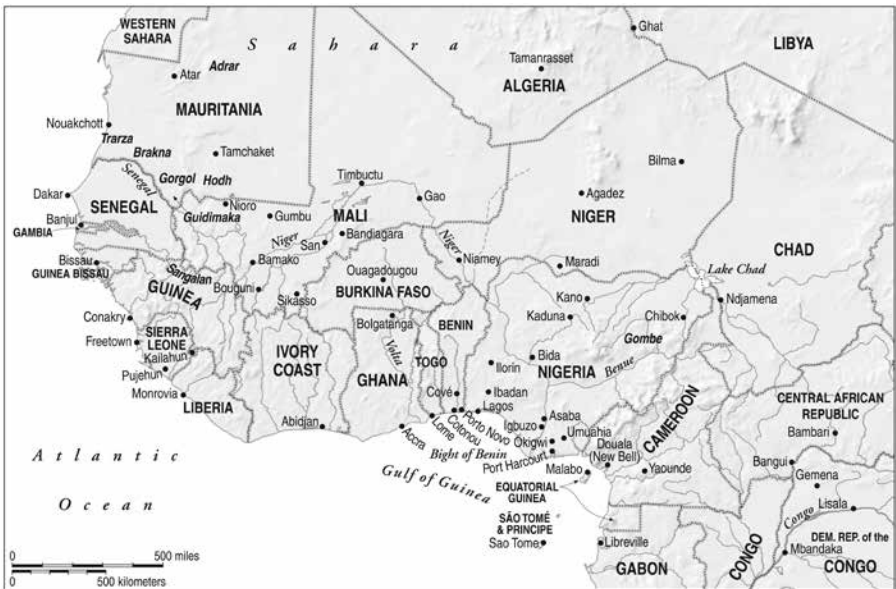 WESTERN
SAHARA
Sahara
Ghat
LIBYA
Atar
Adrar
Tamanrasset
ALGERIA
MAURITANIA
Nouakchott
Trarza
Brakna
Tamchaket
Bilma
Timbuctu
Gorgol
Hodh
Senegal
Dakar
SENEGAL
Nioro
Gao
Agadez
Guidimaka
Gumbu
MALI
NIGER
Banjul
GAMBIA
Bandiagara
Niger
San
Niger
CHAD
Bissau
GUINEA BISSAU
Sangalan
Bamako
Niamey
Maradi
Lake Chad
Ouagadougou
GUINEA
Bouguni
Sikasso
BURKINA FASO
Kano
Ndjamena
Conakry
Bolgatanga
BENIN
Kaduna
Chibok
Freetown
SIERRA
LEONE
Gombe
Kailahun
IVORY
COAST
Volta
TOGO
Bida
Illorin
NIGERIA
Benue
Pujehun
GHANA
Monrovia
Cové
Ibadan
CENTRAL AFRICAN
REPUBLIC
LIBERIA
Lagos
Porto Novo
Cotonou
Lome
Asaba
Igbuzo
CAMEROON
Abidjan
Accra
Umuahia
Okigwi
Bambari
Bight of Benin
Douala
(New Bell)
Port Harcourt
Atlantic
Ocean
Gulf of Guinea
Malabo
Yaounde
Bangui
Gemena
EQUATORIAL
GUINEA
Lisala
Congo
SÃO TOMÉ
& PRINCIPE
Sao Tome
Libreville
DEM. REP. of the
CONGO
Mbandaka
GABON
CONGO
0 500 miles
0 500 kilometers